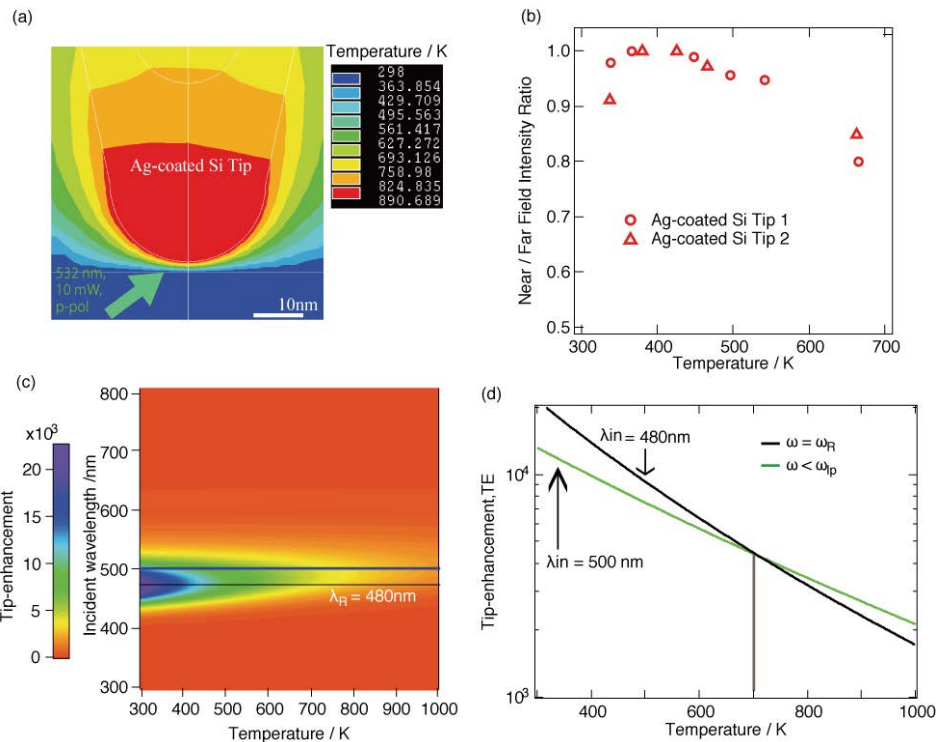 (a)
Temperature / K
298
363.854
429.709
495.563
561.417
627.272
693.126
758.98
824.835
890.689
Ag-coated Si Tip
532 nm,
10 mW,
p-pol
10nm
(b)
Near / Far Field Intensity Ratio
1.0
0.9
0.8
0.7
0.6
0.5
Ag-coated Si Tip 1
Ag-coated Si Tip 2
300 400 500 600 700
Temperature / K
(c)
x10³
20
15
10
5
0
Tip-enhancement
Incident wavelength /nm
800
700
600
500
400
300
λR = 480nm
300 400 500 600 700 800 900 1000
Temperature / K
(d)
Tip-enhancement,TE
10⁴
10³
λin = 480nm
λin = 500 nm
ω = ωR
ω < ωlp
400 600 800 1000
Temperature / K